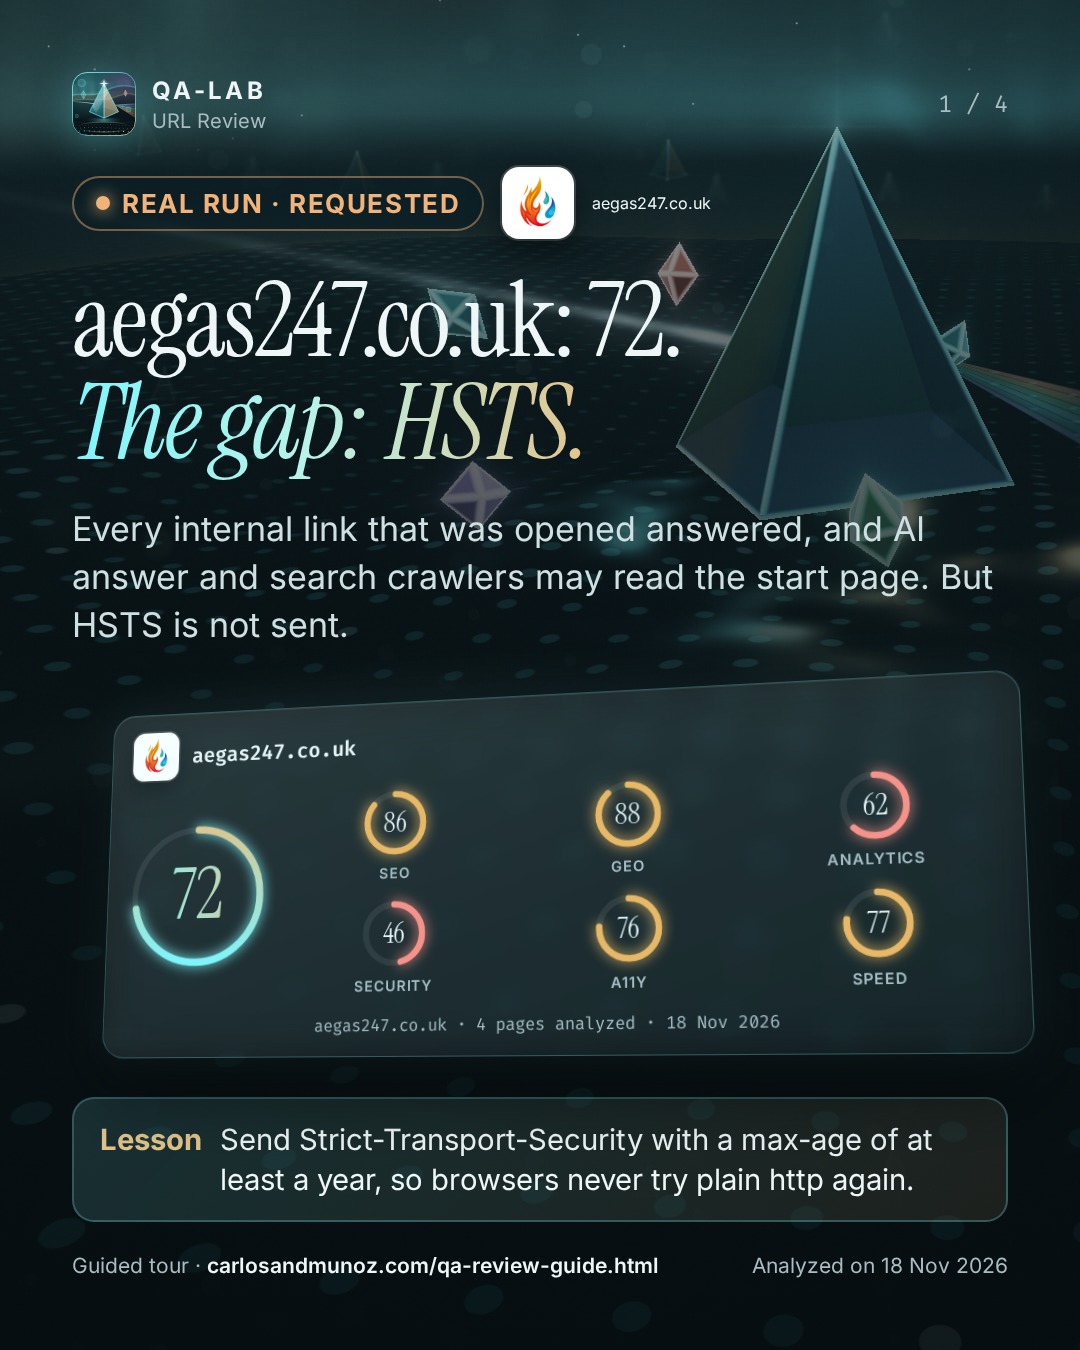 QA-LAB
URL Review
1 / 4
REAL RUN · REQUESTED
aegas247.co.uk
aegas247.co.uk: 72.
The gap: HSTS.
Every internal link that was opened answered, and AI
answer and search crawlers may read the start page. But
HSTS is not sent.
aegas247.co.uk
72
86
SEO
88
GEO
62
ANALYTICS
46
SECURITY
76
A11Y
77
SPEED
aegas247.co.uk · 4 pages analyzed · 18 Nov 2026
Lesson Send Strict-Transport-Security with a max-age of at
least a year, so browsers never try plain http again.
Guided tour · carlosandmunoz.com/qa-review-guide.html
Analyzed on 18 Nov 2026